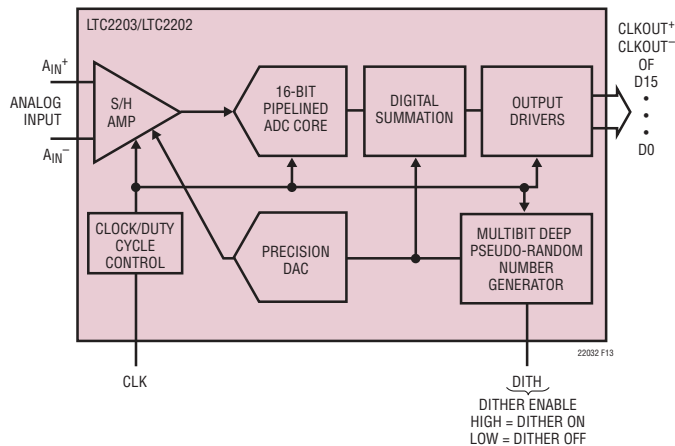 LTC2203/LTC2202
AIN+
ANALOG
INPUT
AIN−
S/H
AMP
16-BIT
PIPELINED
ADC CORE
DIGITAL
SUMMATION
OUTPUT
DRIVERS
CLKOUT+
CLKOUT−
OF
D15
•
•
•
D0
CLOCK/DUTY
CYCLE
CONTROL
PRECISION
DAC
MULTIBIT DEEP
PSEUDO-RANDOM
NUMBER
GENERATOR
22032 F13
CLK
DITH
DITHER ENABLE
HIGH = DITHER ON
LOW = DITHER OFF